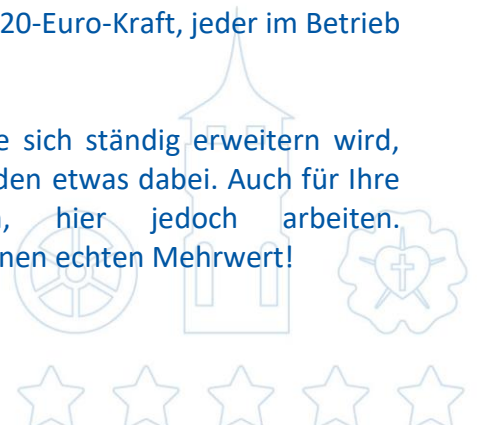 20-Euro-Kraft, jeder im Betrieb
e sich ständig erweitern wird,
den etwas dabei. Auch für Ihre
, hier jedoch arbeiten.
nen echten Mehrwert!